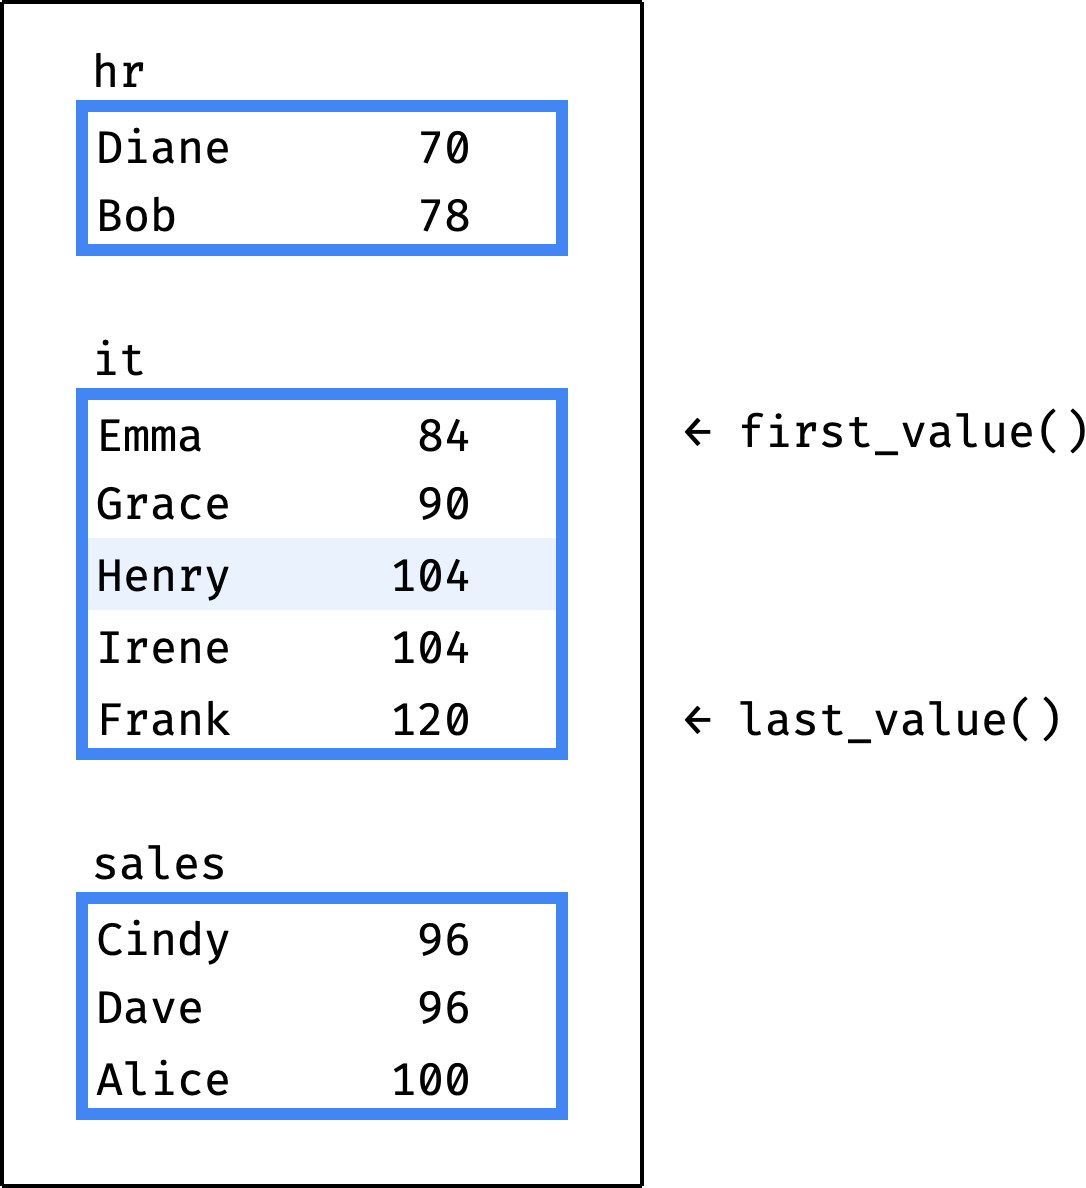 hr
Diane 70
Bob 78
it
Emma 84
← first_value()
Grace 90
Henry 104
Irene 104
Frank 120
← last_value()
sales
Cindy 96
Dave 96
Alice 100